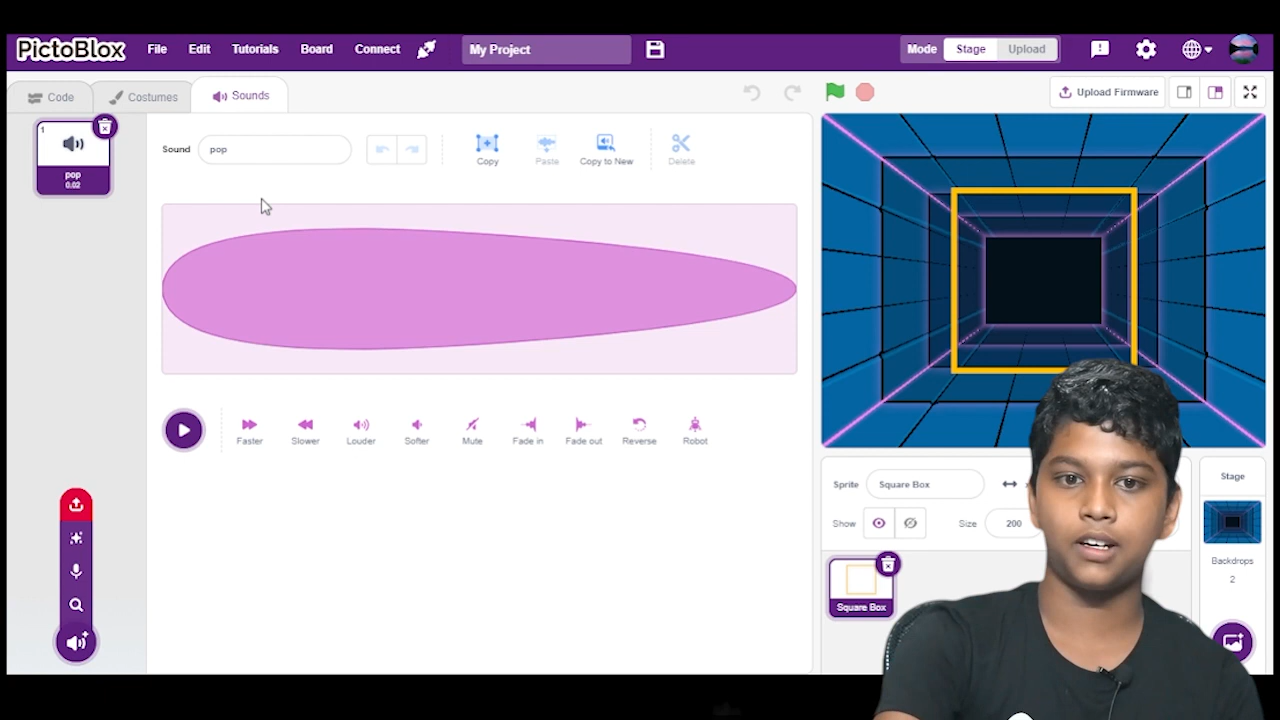 PictoBlox File Edit Tutorials Board Connect My Project Mode Stage Upload
Code Costumes Sounds Upload Firmware
1
pop
0.02
Sound pop Copy Paste Copy to New Delete
Faster Slower Louder Softer Mute Fade in Fade out Reverse Robot
Sprite Square Box
Show Size 200
Square Box
Stage
Backdrops
2